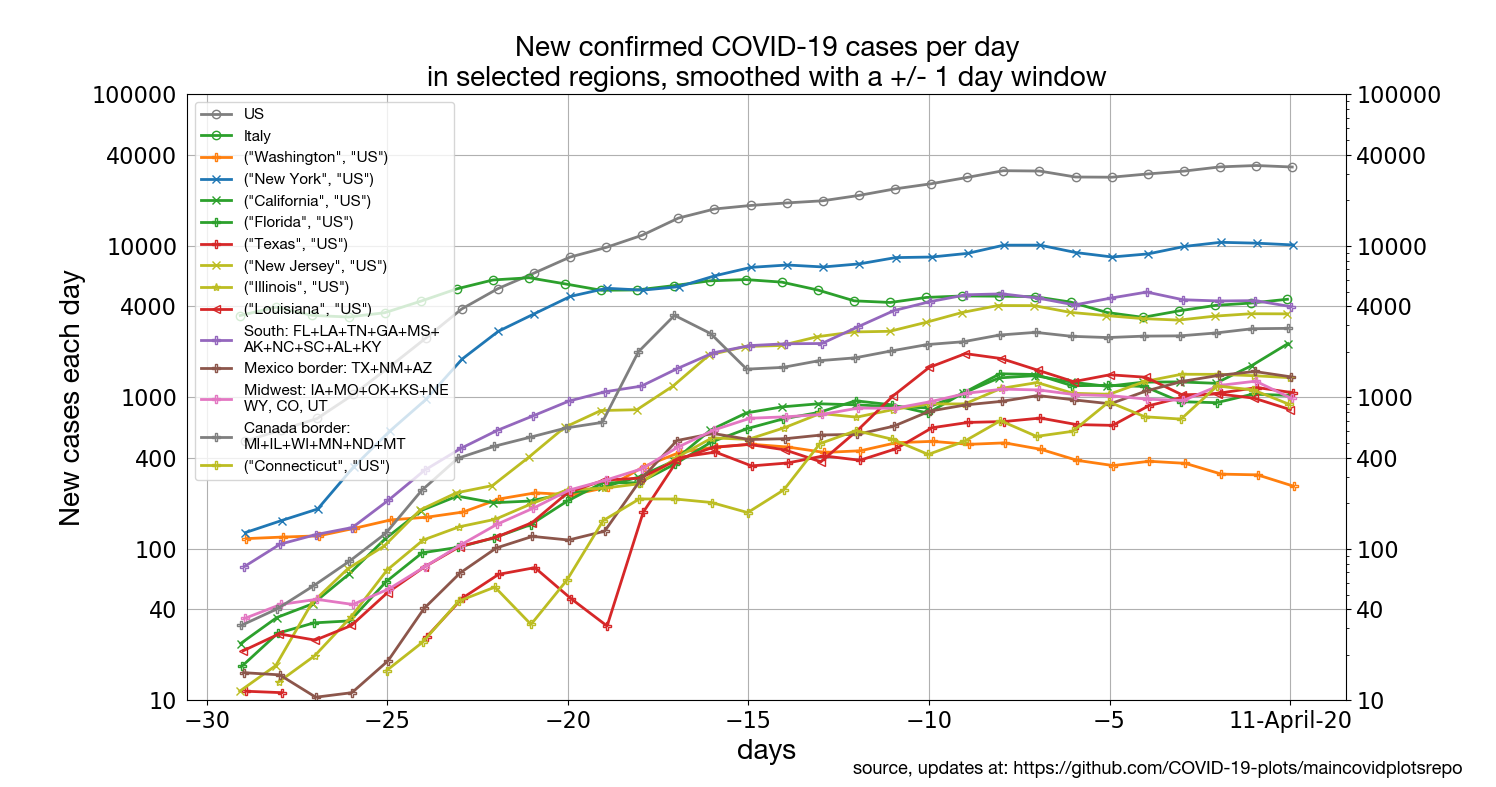 New confirmed COVID-19 cases per day
in selected regions, smoothed with a +/- 1 day window
100000
40000
10000
4000
1000
400
100
40
10
New cases each day
US
Italy
("Washington", "US")
("New York", "US")
("California", "US")
("Florida", "US")
("Texas", "US")
("New Jersey", "US")
("Illinois", "US")
("Louisiana", "US")
South: FL+LA+TN+GA+MS+
AK+NC+SC+AL+KY
Mexico border: TX+NM+AZ
Midwest: IA+MO+OK+KS+NE
WY, CO, UT
Canada border:
MI+IL+WI+MN+ND+MT
("Connecticut", "US")
100000
40000
10000
4000
1000
400
100
40
10
−30 −25 −20 −15 −10 −5 11-April-20
days
source, updates at: https://github.com/COVID-19-plots/maincovidplotsrepo